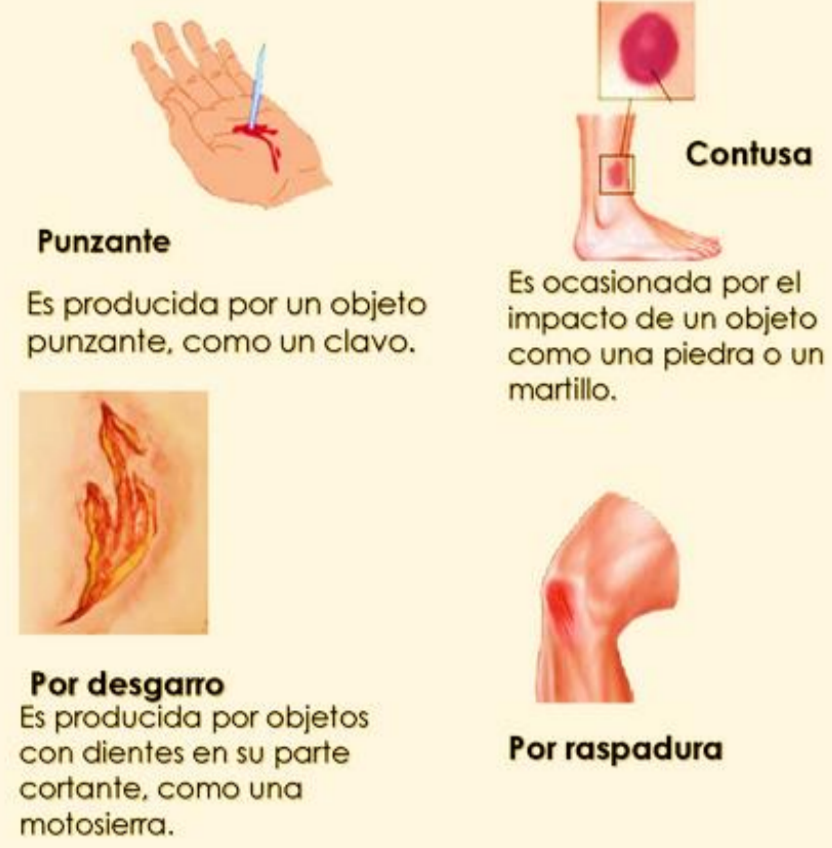 Punzante
Es producida por un objeto
punzante, como un clavo.
Contusa
Es ocasionada por el
impacto de un objeto
como una piedra o un
martillo.
Por desgarro
Es producida por objetos
con dientes en su parte
cortante, como una
motosierra.
Por raspadura